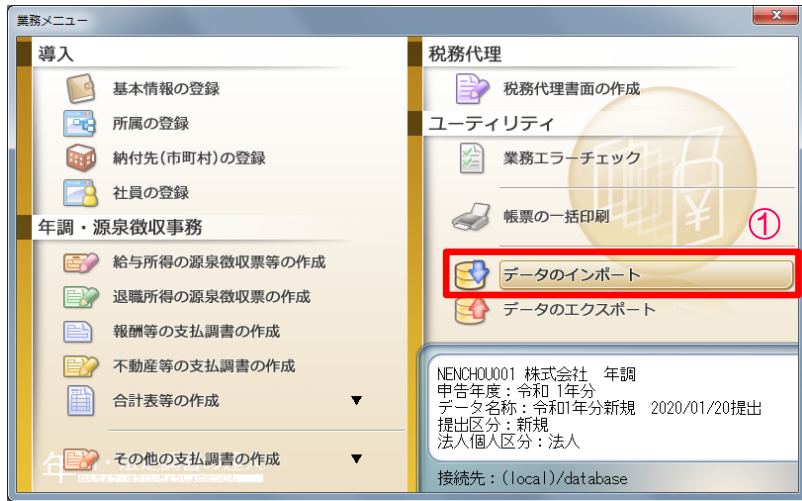 業務メニュー
導入
基本情報の登録
所属の登録
納付先(市町村)の登録
社員の登録
年調・源泉徴収事務
給与所得の源泉徴収票等の作成
退職所得の源泉徴収票の作成
報酬等の支払調書の作成
不動産等の支払調書の作成
合計表等の作成 ▼
その他の支払調書の作成 ▼
税務代理
税務代理書面の作成
ユーティリティ
業務エラーチェック
帳票の一括印刷
①
データのインポート
データのエクスポート
NENCHOU001 株式会社 年調
申告年度:令和 1年分
データ名称:令和1年分新規 2020/01/20提出
提出区分:新規
法人個人区分:法人
接続先:(local)/database